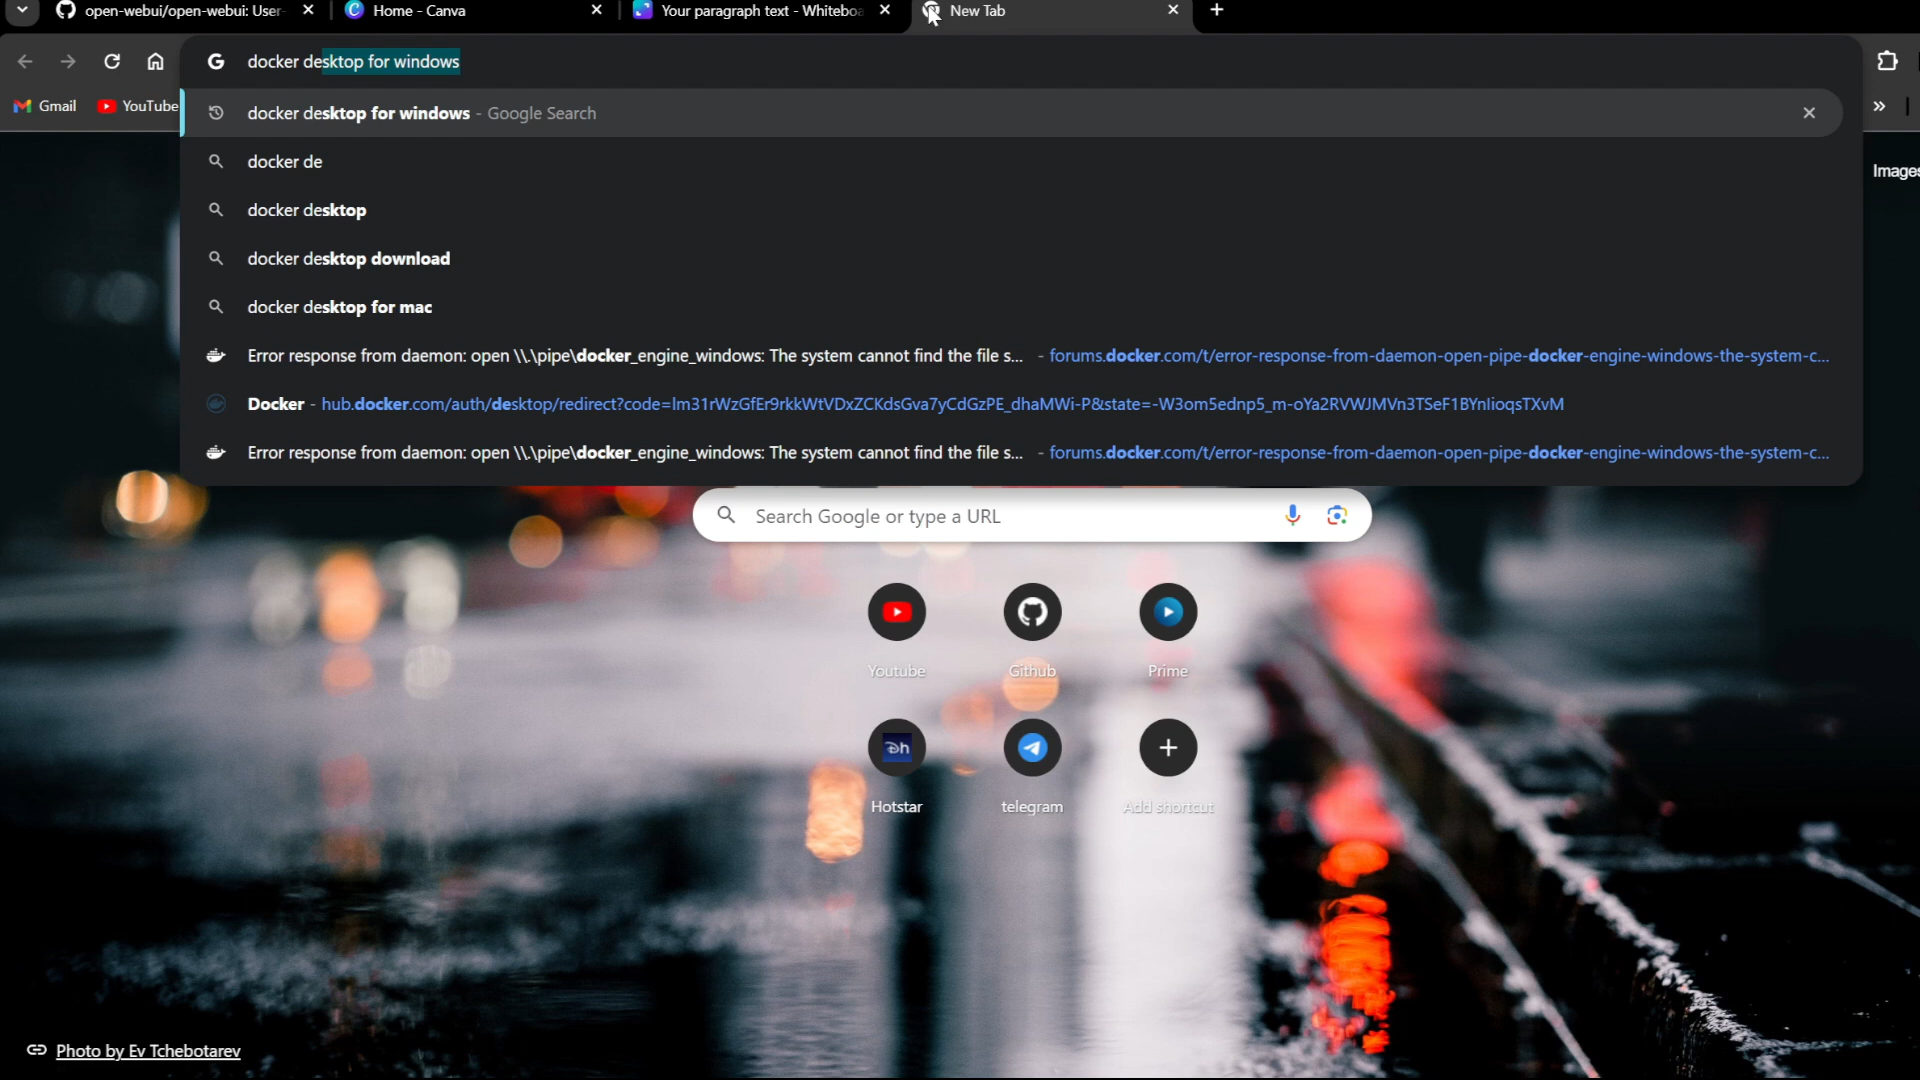 open-webui/open-webui: User-
Home - Canva
Your paragraph text - Whiteboa
New Tab
docker desktop for windows
Gmail
YouTube
docker desktop for windows - Google Search
docker de
Images
docker desktop
docker desktop download
docker desktop for mac
Error response from daemon: open \\.\pipe\docker_engine_windows: The system cannot find the file s... - forums.docker.com/t/error-response-from-daemon-open-pipe-docker-engine-windows-the-system-c...
Docker - hub.docker.com/auth/desktop/redirect?code=lm31rWzGfEr9rkkWtVDxZCKdsGva7yCdGzPE_dhaMWi-P&state=-W3om5ednp5_m-oYa2RVWJMVn3TSeF1BYnlioqsTXvM
Error response from daemon: open \\.\pipe\docker_engine_windows: The system cannot find the file s... - forums.docker.com/t/error-response-from-daemon-open-pipe-docker-engine-windows-the-system-c...
Search Google or type a URL
Youtube
Github
Prime
Hotstar
telegram
Add shortcut
Photo by Ev Tchebotarev